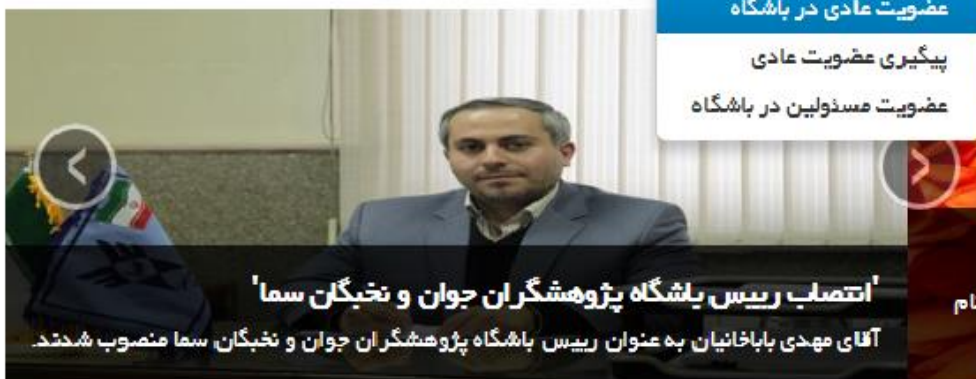 عضویت عادی در باشگاه
پیگیری عضویت عادی
عضویت مسئولین در باشگاه
'انتصاب رییس باشگاه پژوهشگران جوان و نخبگان سما'
آقای مهدی باباخانیان به عنوان رییس باشگاه پژوهشگران جوان و نخبگان سما منصوب شدند.